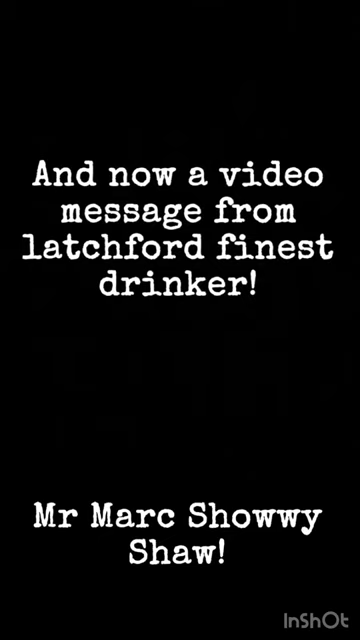 And now a video
message from
latchford finest
drinker!
Mr Marc Showwy
Shaw!
InShOt